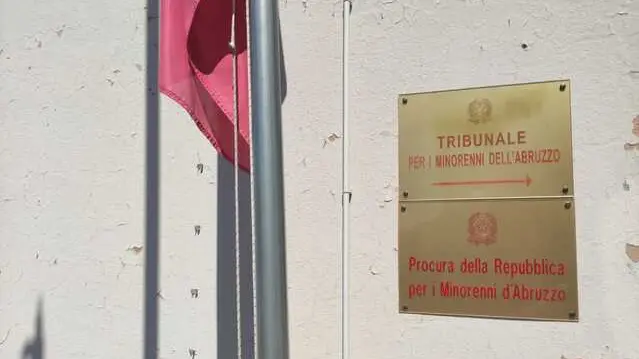 TRIBUNALE
PER I MINORENNI DELL'ABRUZZO
Procura della Repubblica
per i Minorenni d'Abruzzo